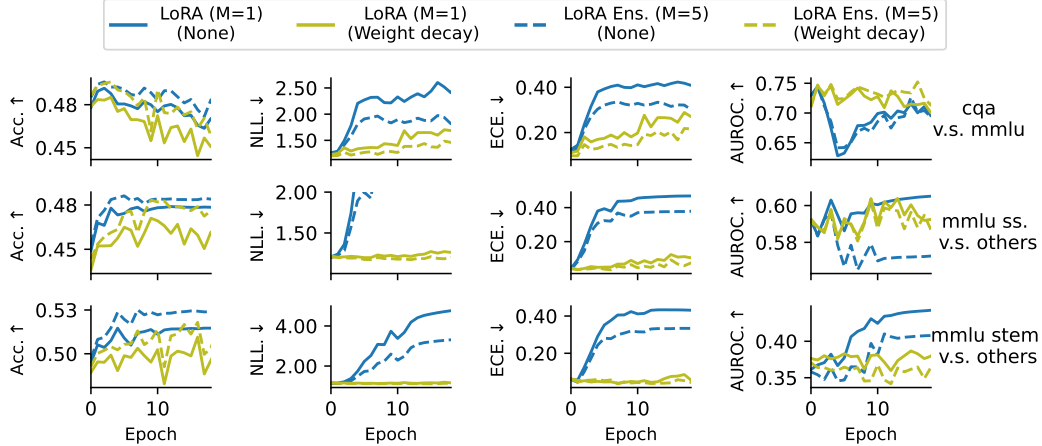 LoRA (M=1)
(None)
LoRA (M=1)
(Weight decay)
LoRA Ens. (M=5)
(None)
LoRA Ens. (M=5)
(Weight decay)
Acc. ↑
0.48
0.45
NLL. ↓
2.50
2.00
1.50
ECE. ↓
0.40
0.20
AUROC. ↑
0.75
0.70
0.65
cqa
v.s. mmlu
Acc. ↑
0.48
0.45
NLL. ↓
2.00
1.50
ECE. ↓
0.40
0.20
AUROC. ↑
0.60
0.58
mmlu ss.
v.s. others
Acc. ↑
0.53
0.50
NLL. ↓
4.00
2.00
ECE. ↓
0.40
0.20
AUROC. ↑
0.40
0.35
mmlu stem
v.s. others
0 10
Epoch
0 10
Epoch
0 10
Epoch
0 10
Epoch